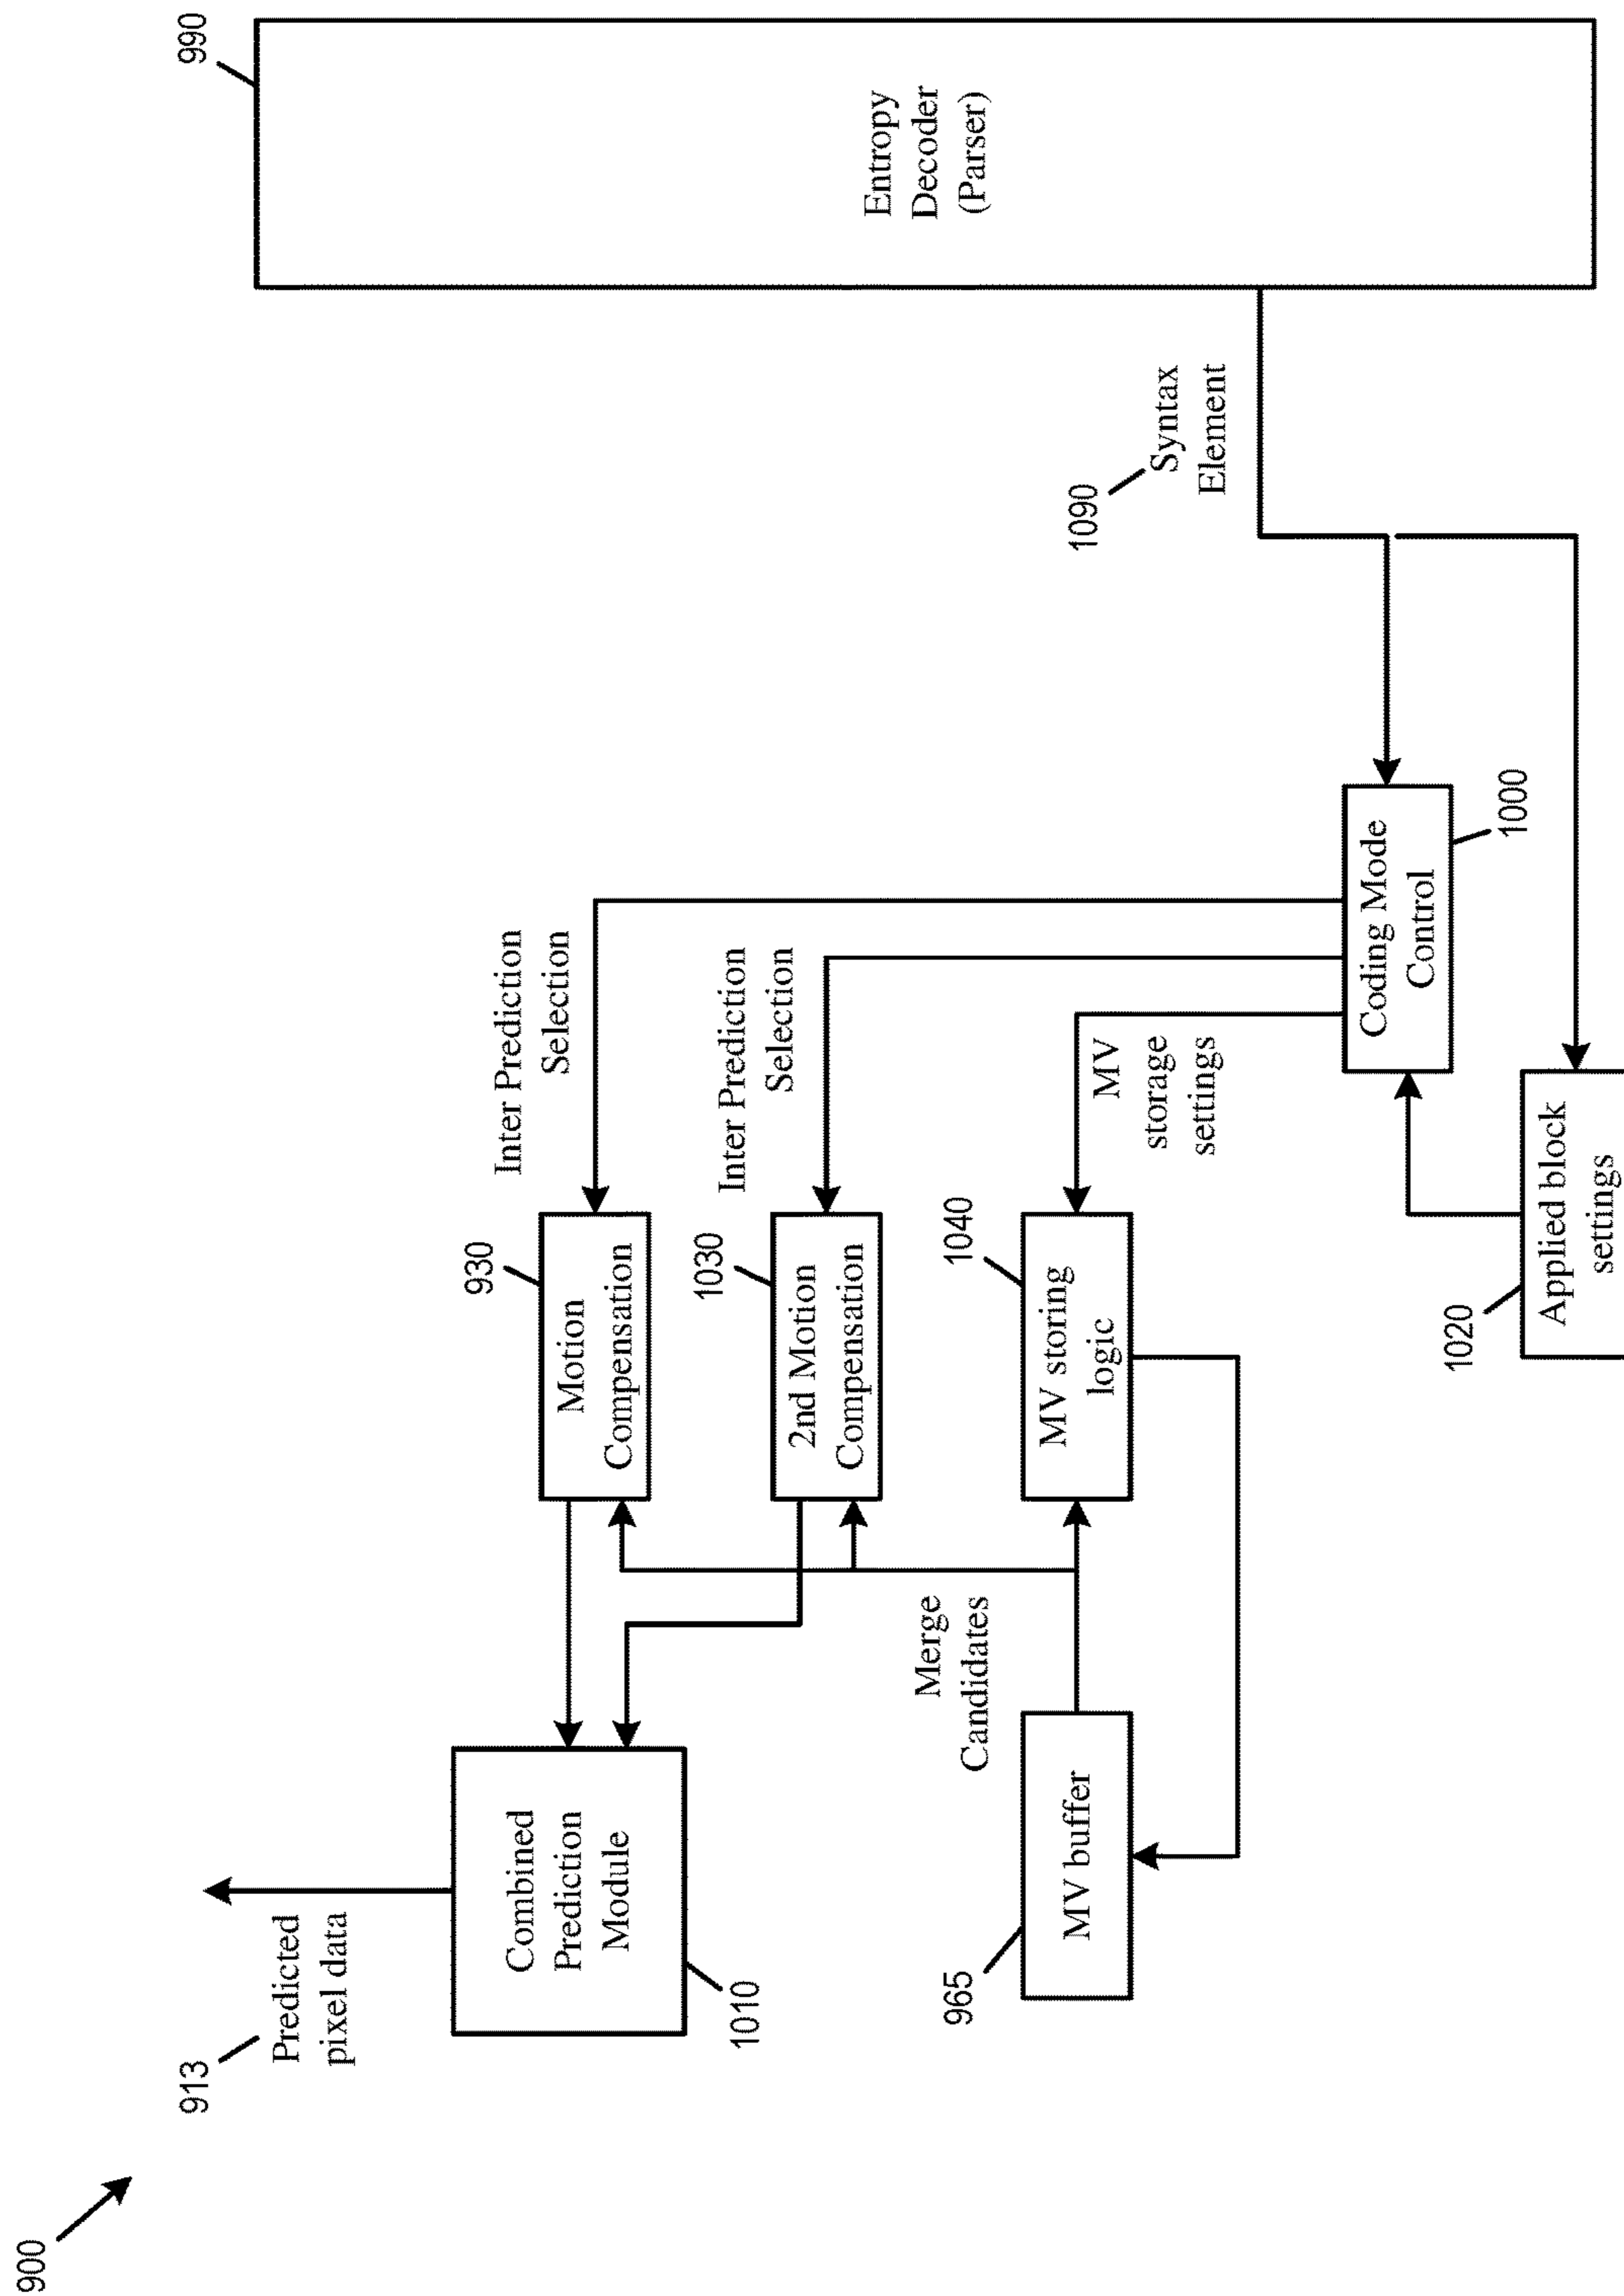 900
913
Predicted
pixel data
Combined
Prediction
Module
1010
930
Motion
Compensation
Inter Prediction
Selection
1030
2nd Motion
Compensation
Inter Prediction
Selection
Merge
Candidates
965
MV buffer
1040
MV storing
logic
MV
storage
settings
Coding Mode
Control
1000
1020
Applied block
settings
1090
Syntax
Element
990
Entropy
Decoder
(Parser)